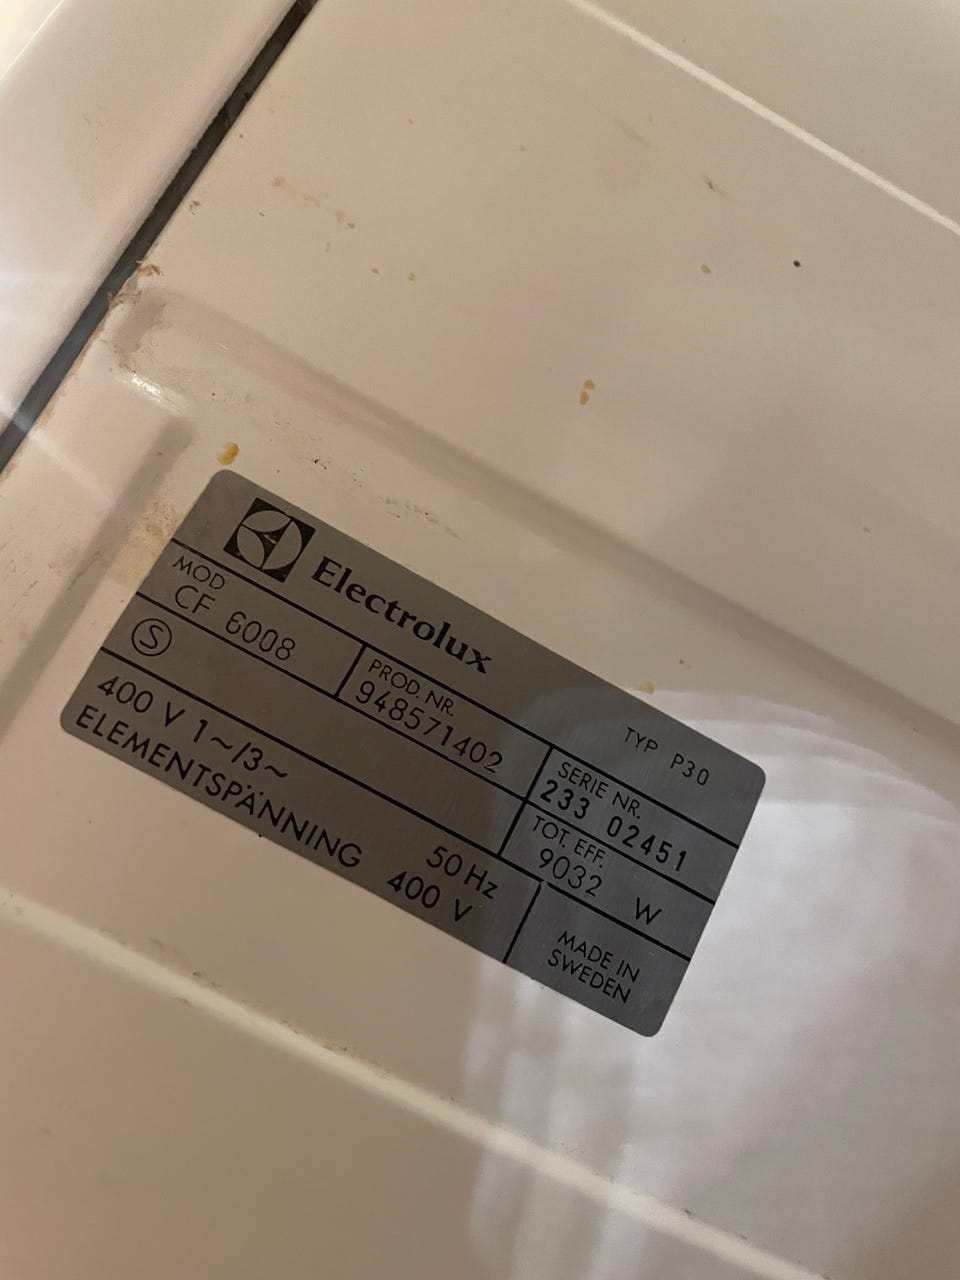 Electrolux
TYP P30
MOD
CF 6008
PROD. NR.
948571402
SERIE NR.
233 02451
S
TOT. EFF.
9032 W
400 V 1~/3~ 50 Hz
ELEMENTSPÄNNING 400 V
MADE IN
SWEDEN